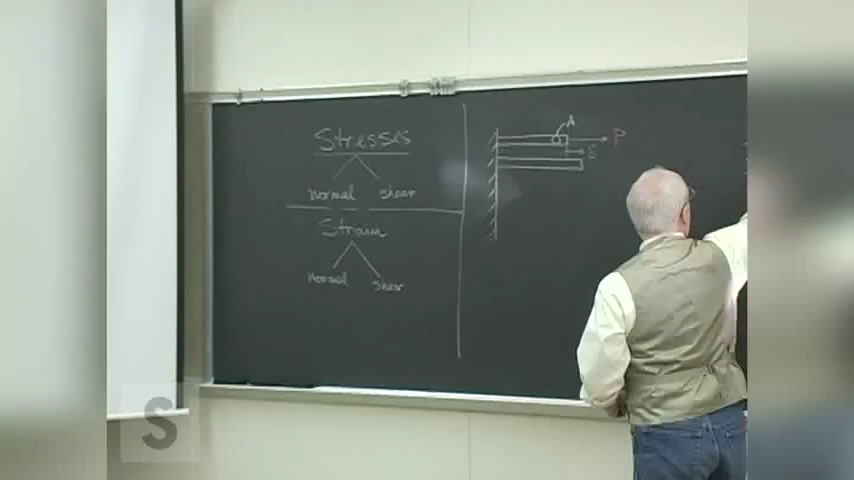 Stresses
normal shear
Strain
normal shear
A
P
δ
S